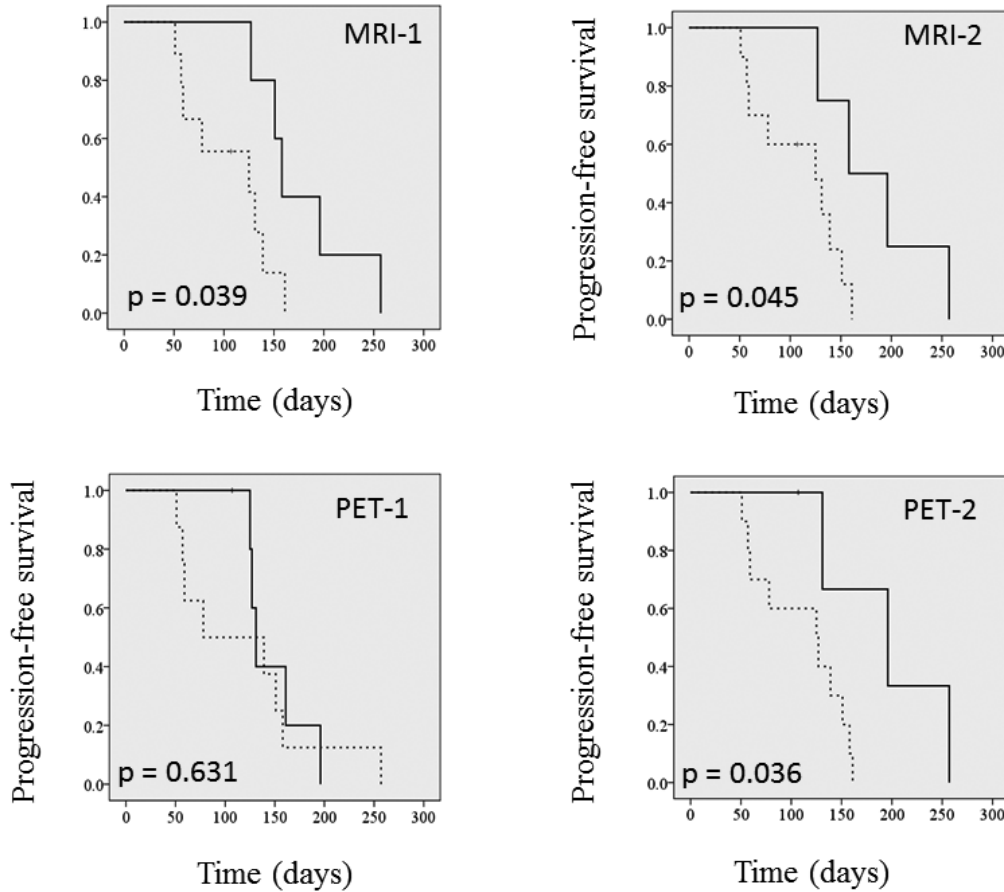 MRI-1
1.0
0.8
0.6
0.4
0.2
0.0
p = 0.039
0 50 100 150 200 250 300
Time (days)
MRI-2
Progression-free survival
1.0
0.8
0.6
0.4
0.2
0.0
p = 0.045
0 50 100 150 200 250 300
Time (days)
PET-1
Progression-free survival
1.0
0.8
0.6
0.4
0.2
0.0
p = 0.631
0 50 100 150 200 250 300
Time (days)
PET-2
Progression-free survival
1.0
0.8
0.6
0.4
0.2
0.0
p = 0.036
0 50 100 150 200 250 300
Time (days)